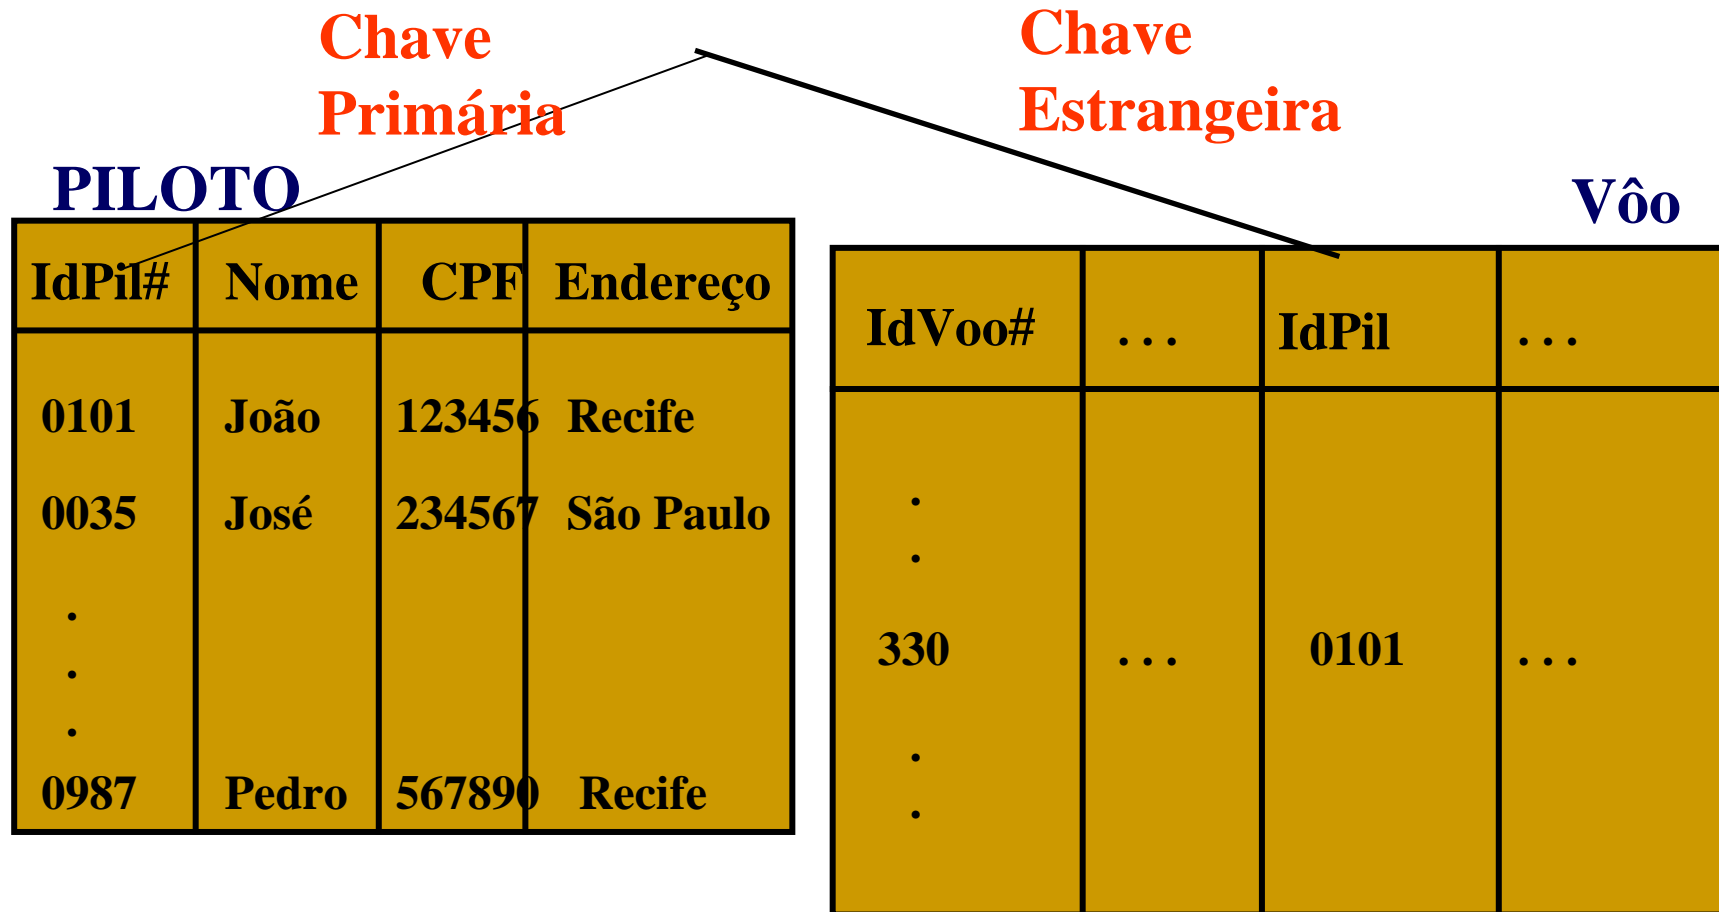 Chave
Primária
Chave
Estrangeira
PILOTO
IdPil# Nome CPF Endereço
0101 João 123456 Recife
0035 José 234567 São Paulo
.
.
.
0987 Pedro 567890 Recife
Vôo
IdVoo# . . . IdPil . . .
.
.
330 . . . 0101 . . .
.
.